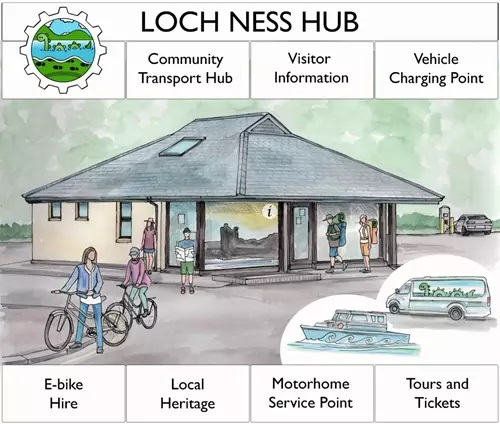 LOCH NESS HUB
Community
Transport Hub
Visitor
Information
Vehicle
Charging Point
i
E-bike
Hire
Local
Heritage
Motorhome
Service Point
Tours and
Tickets